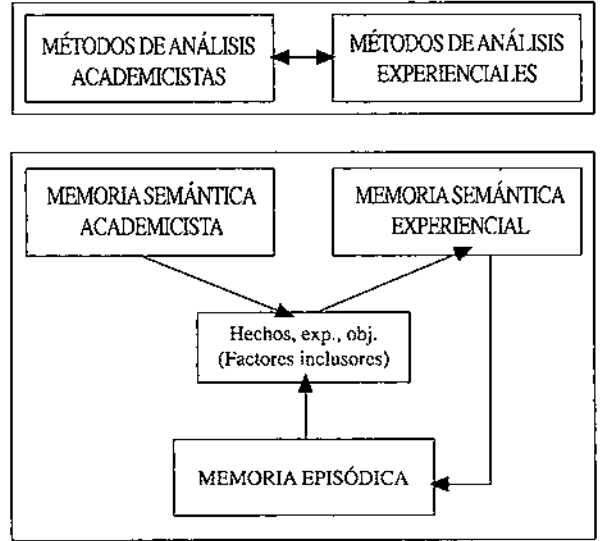 MÉTODOS DE ANÁLISIS
ACADEMICISTAS
MÉTODOS DE ANÁLISIS
EXPERIENCIALES
MEMORIA SEMÁNTICA
ACADEMICISTA
MEMORIA SEMÁNTICA
EXPERIENCIAL
Hechos, exp., obj.
(Factores inclusores)
MEMORIA EPISÓDICA